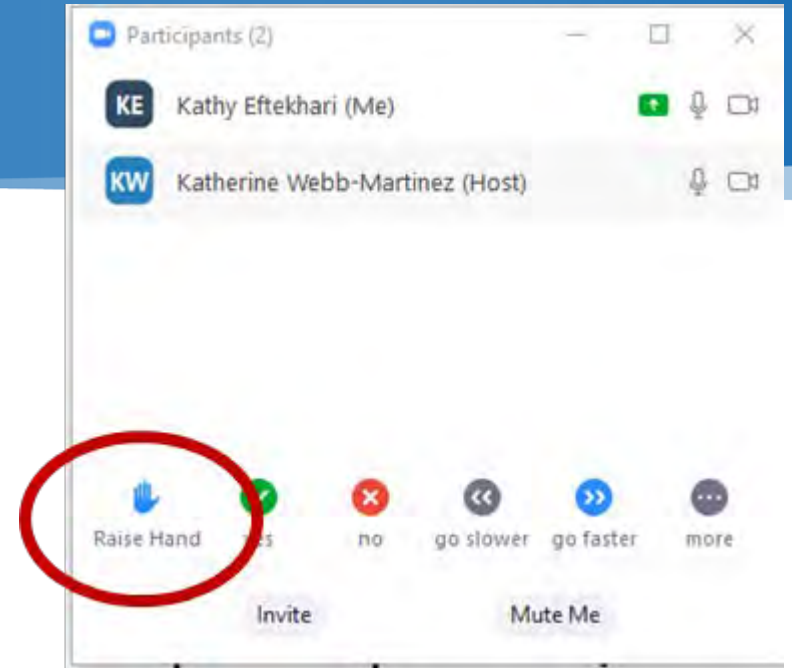 Participants (2)
KE Kathy Eftekhari (Me)
KW Katherine Webb-Martinez (Host)
Raise Hand yes no go slower go faster more
Invite Mute Me